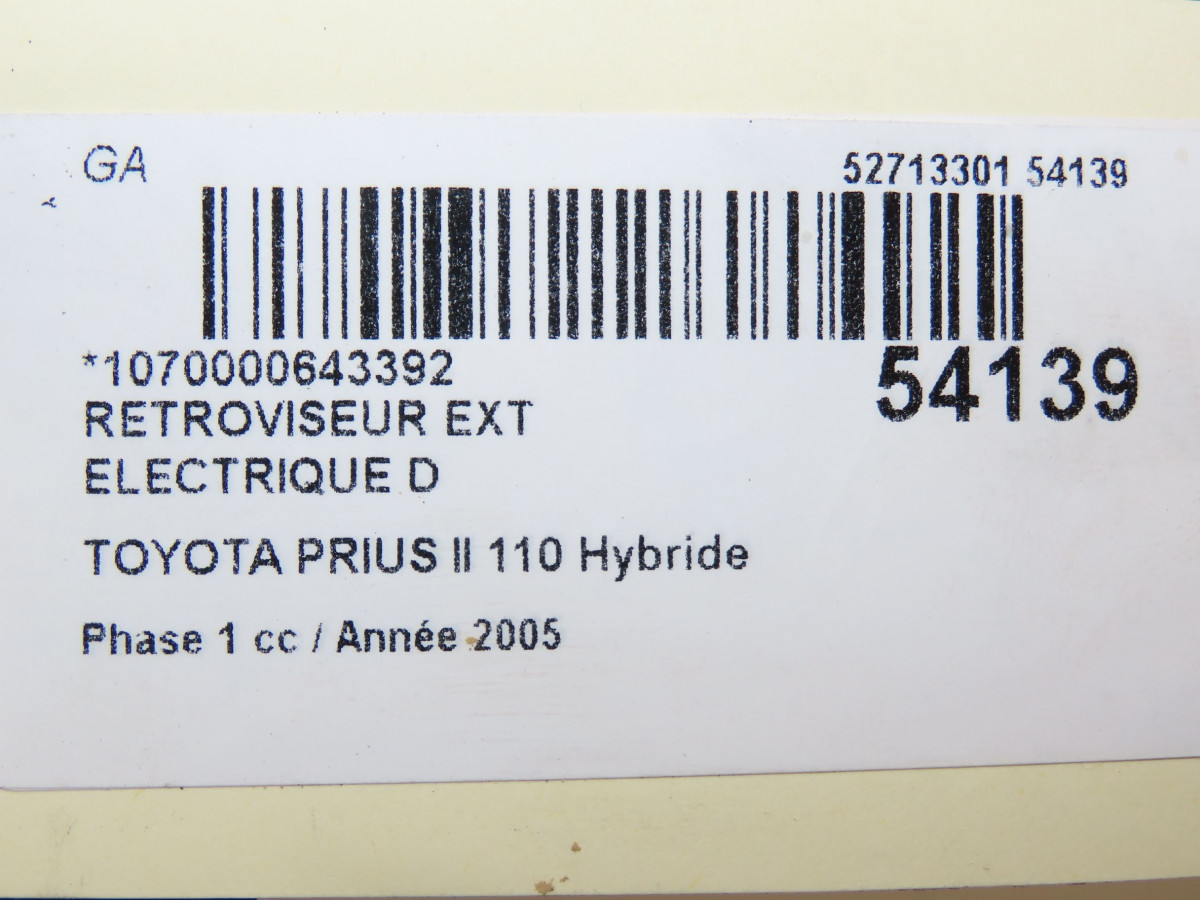 GA
52713301 54139
*1070000643392
54139
RETROVISEUR EXT
ELECTRIQUE D
TOYOTA PRIUS II 110 Hybride
Phase 1 cc / Année 2005